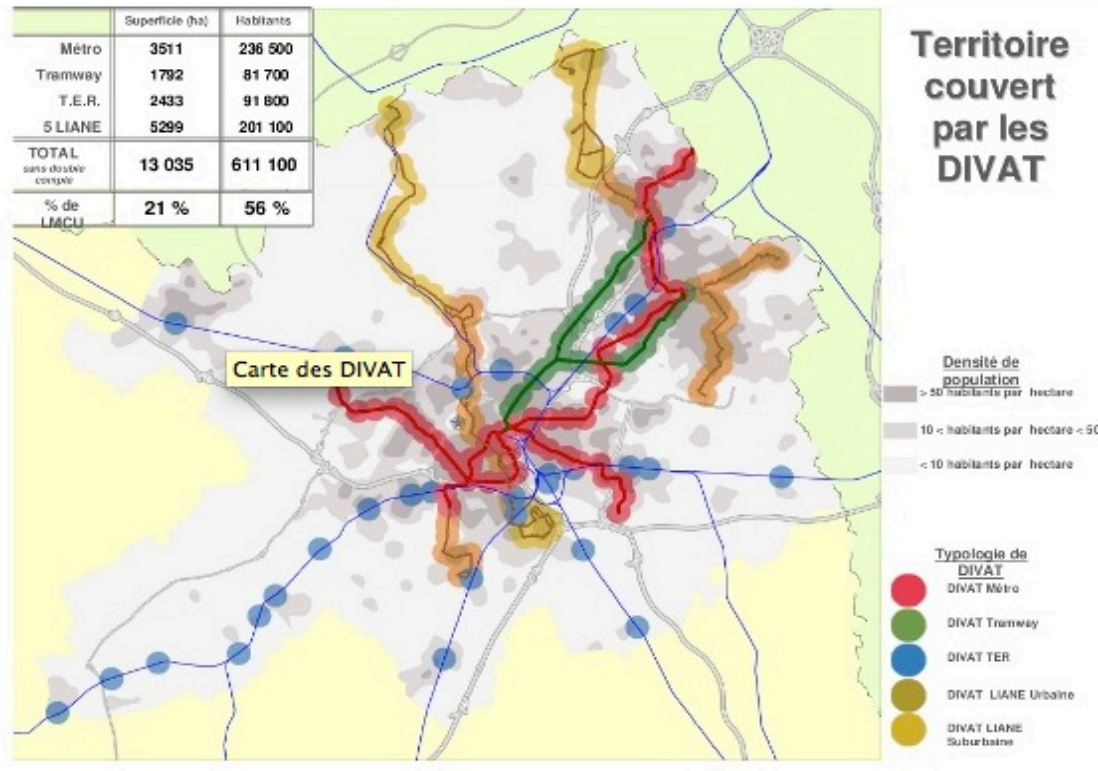 Superficie (ha) Habitants
Métro 3511 236 500
Tramway 1792 81 700
T.E.R. 2433 91 800
5 LIANE 5299 201 100
TOTAL 13 035 611 100
sans double
compte
% de 21 % 56 %
LMCU
Territoire
couvert
par les
DIVAT
Carte des DIVAT
Densité de
population
> 50 habitants par hectare
10 < habitants par hectare < 50
< 10 habitants par hectare
Typologie de
DIVAT
DIVAT Métro
DIVAT Tramway
DIVAT TER
DIVAT LIANE Urbaine
DIVAT LIANE
Suburbaine